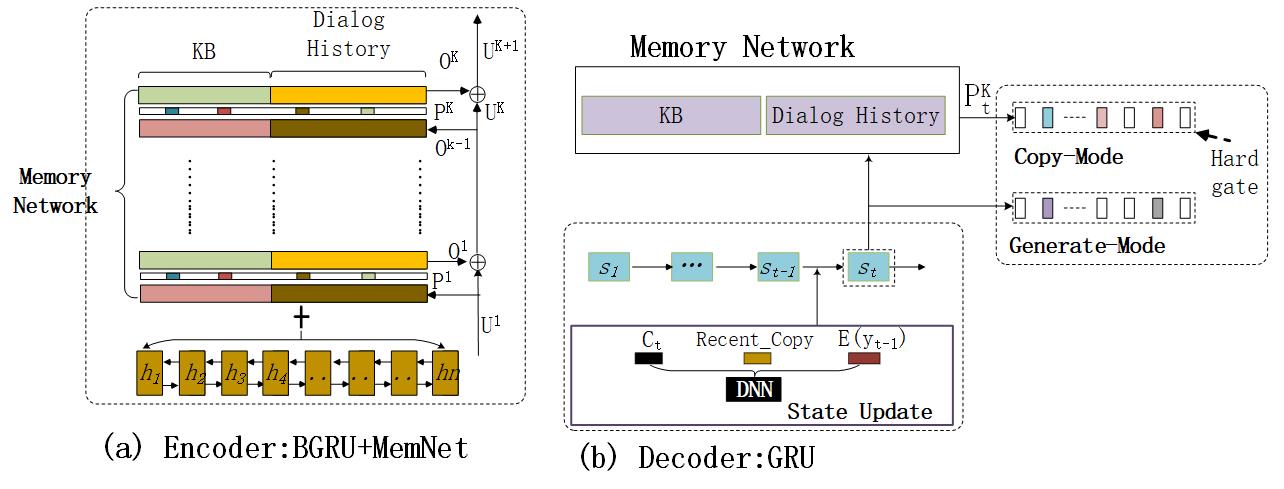 KB
Dialog
History
O^K
U^{K+1}
P^K
U^K
O^{k-1}
Memory
Network
O^1
P^1
+
U^1
h_1
h_2
h_3
h_4
..
..
..
hn
(a) Encoder:BGRU+MemNet
Memory Network
KB
Dialog History
P_t^K
Copy-Mode
Hard
gate
Generate-Mode
S_1
...
S_{t-1}
S_t
C_t
Recent_Copy
E(y_{t-1})
DNN
State Update
(b) Decoder:GRU